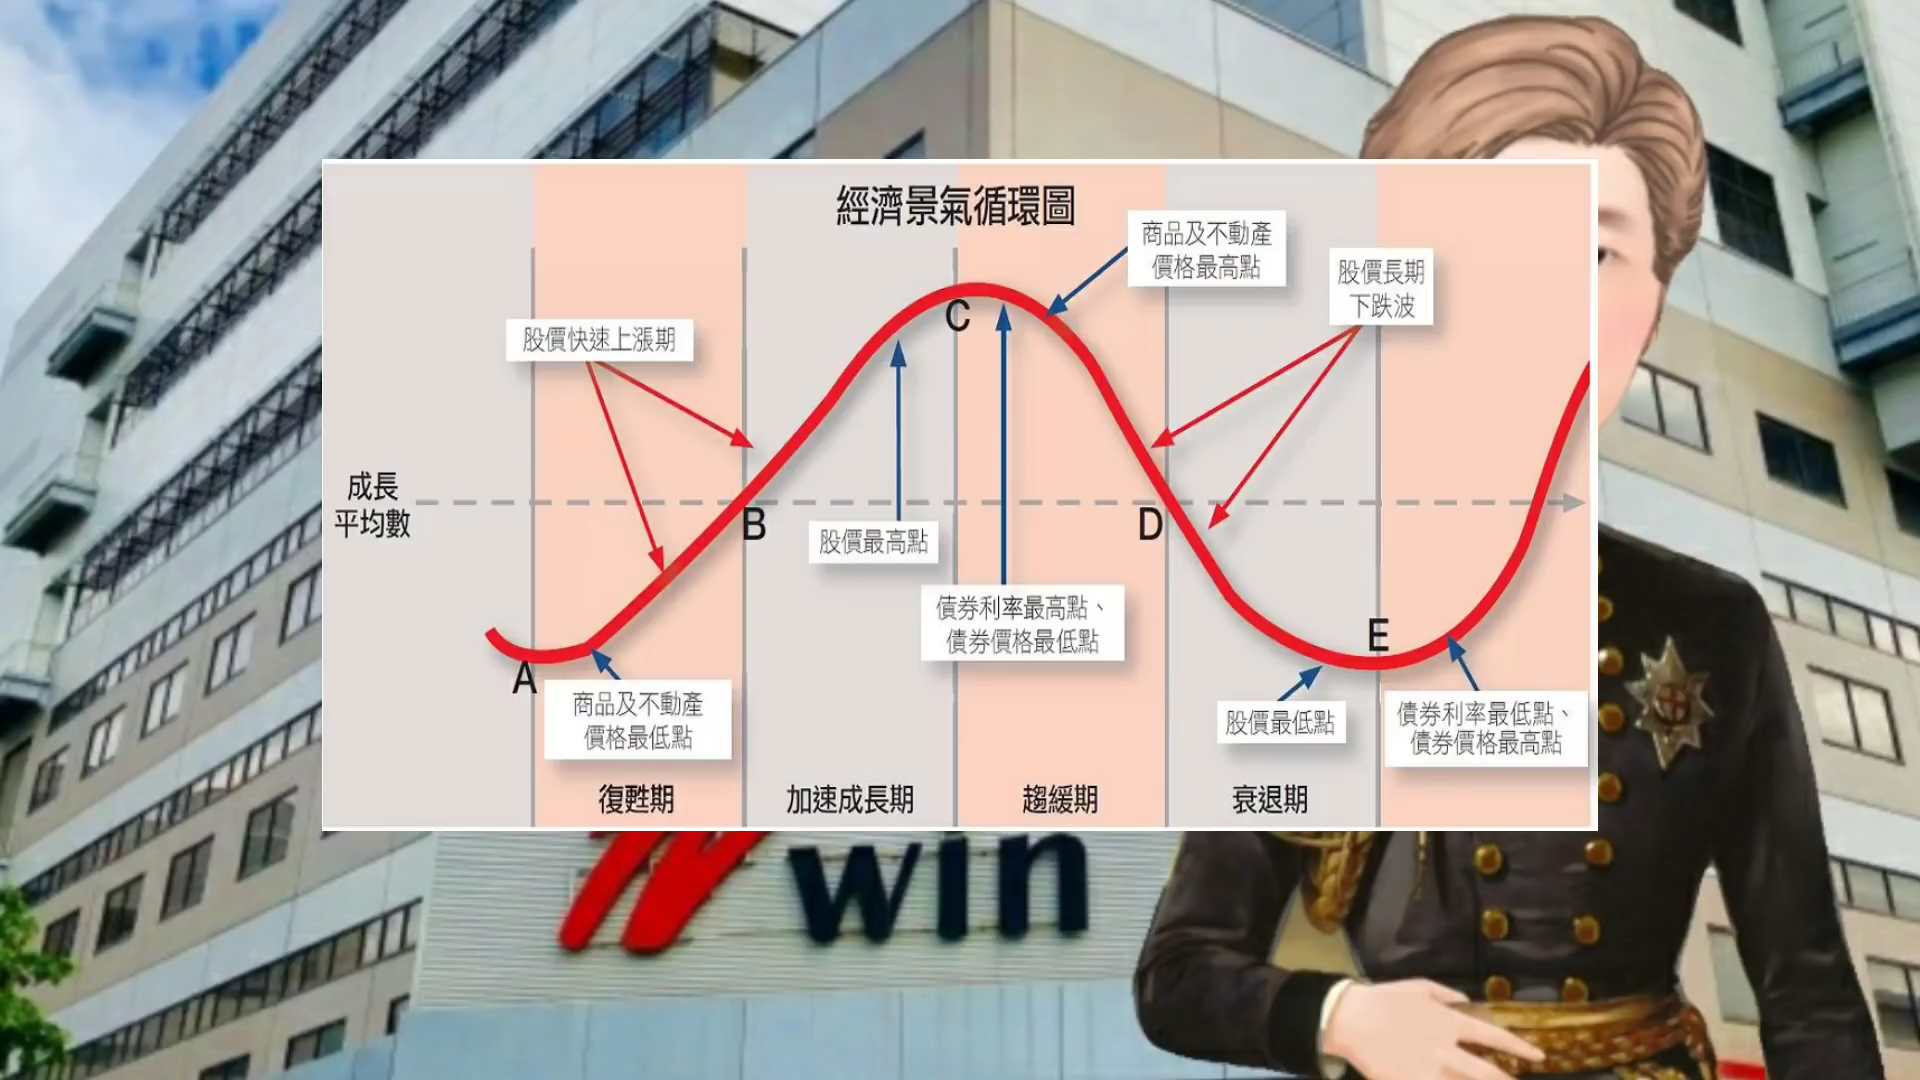 經濟景氣循環圖
商品及不動產
價格最高點
股價長期
下跌波
股價快速上漲期
C
成長
平均數
B
D
股價最高點
債券利率最高點、
債券價格最低點
A
E
商品及不動產
價格最低點
股價最低點
債券利率最低點、
債券價格最高點
復甦期
加速成長期
趨緩期
衰退期
win